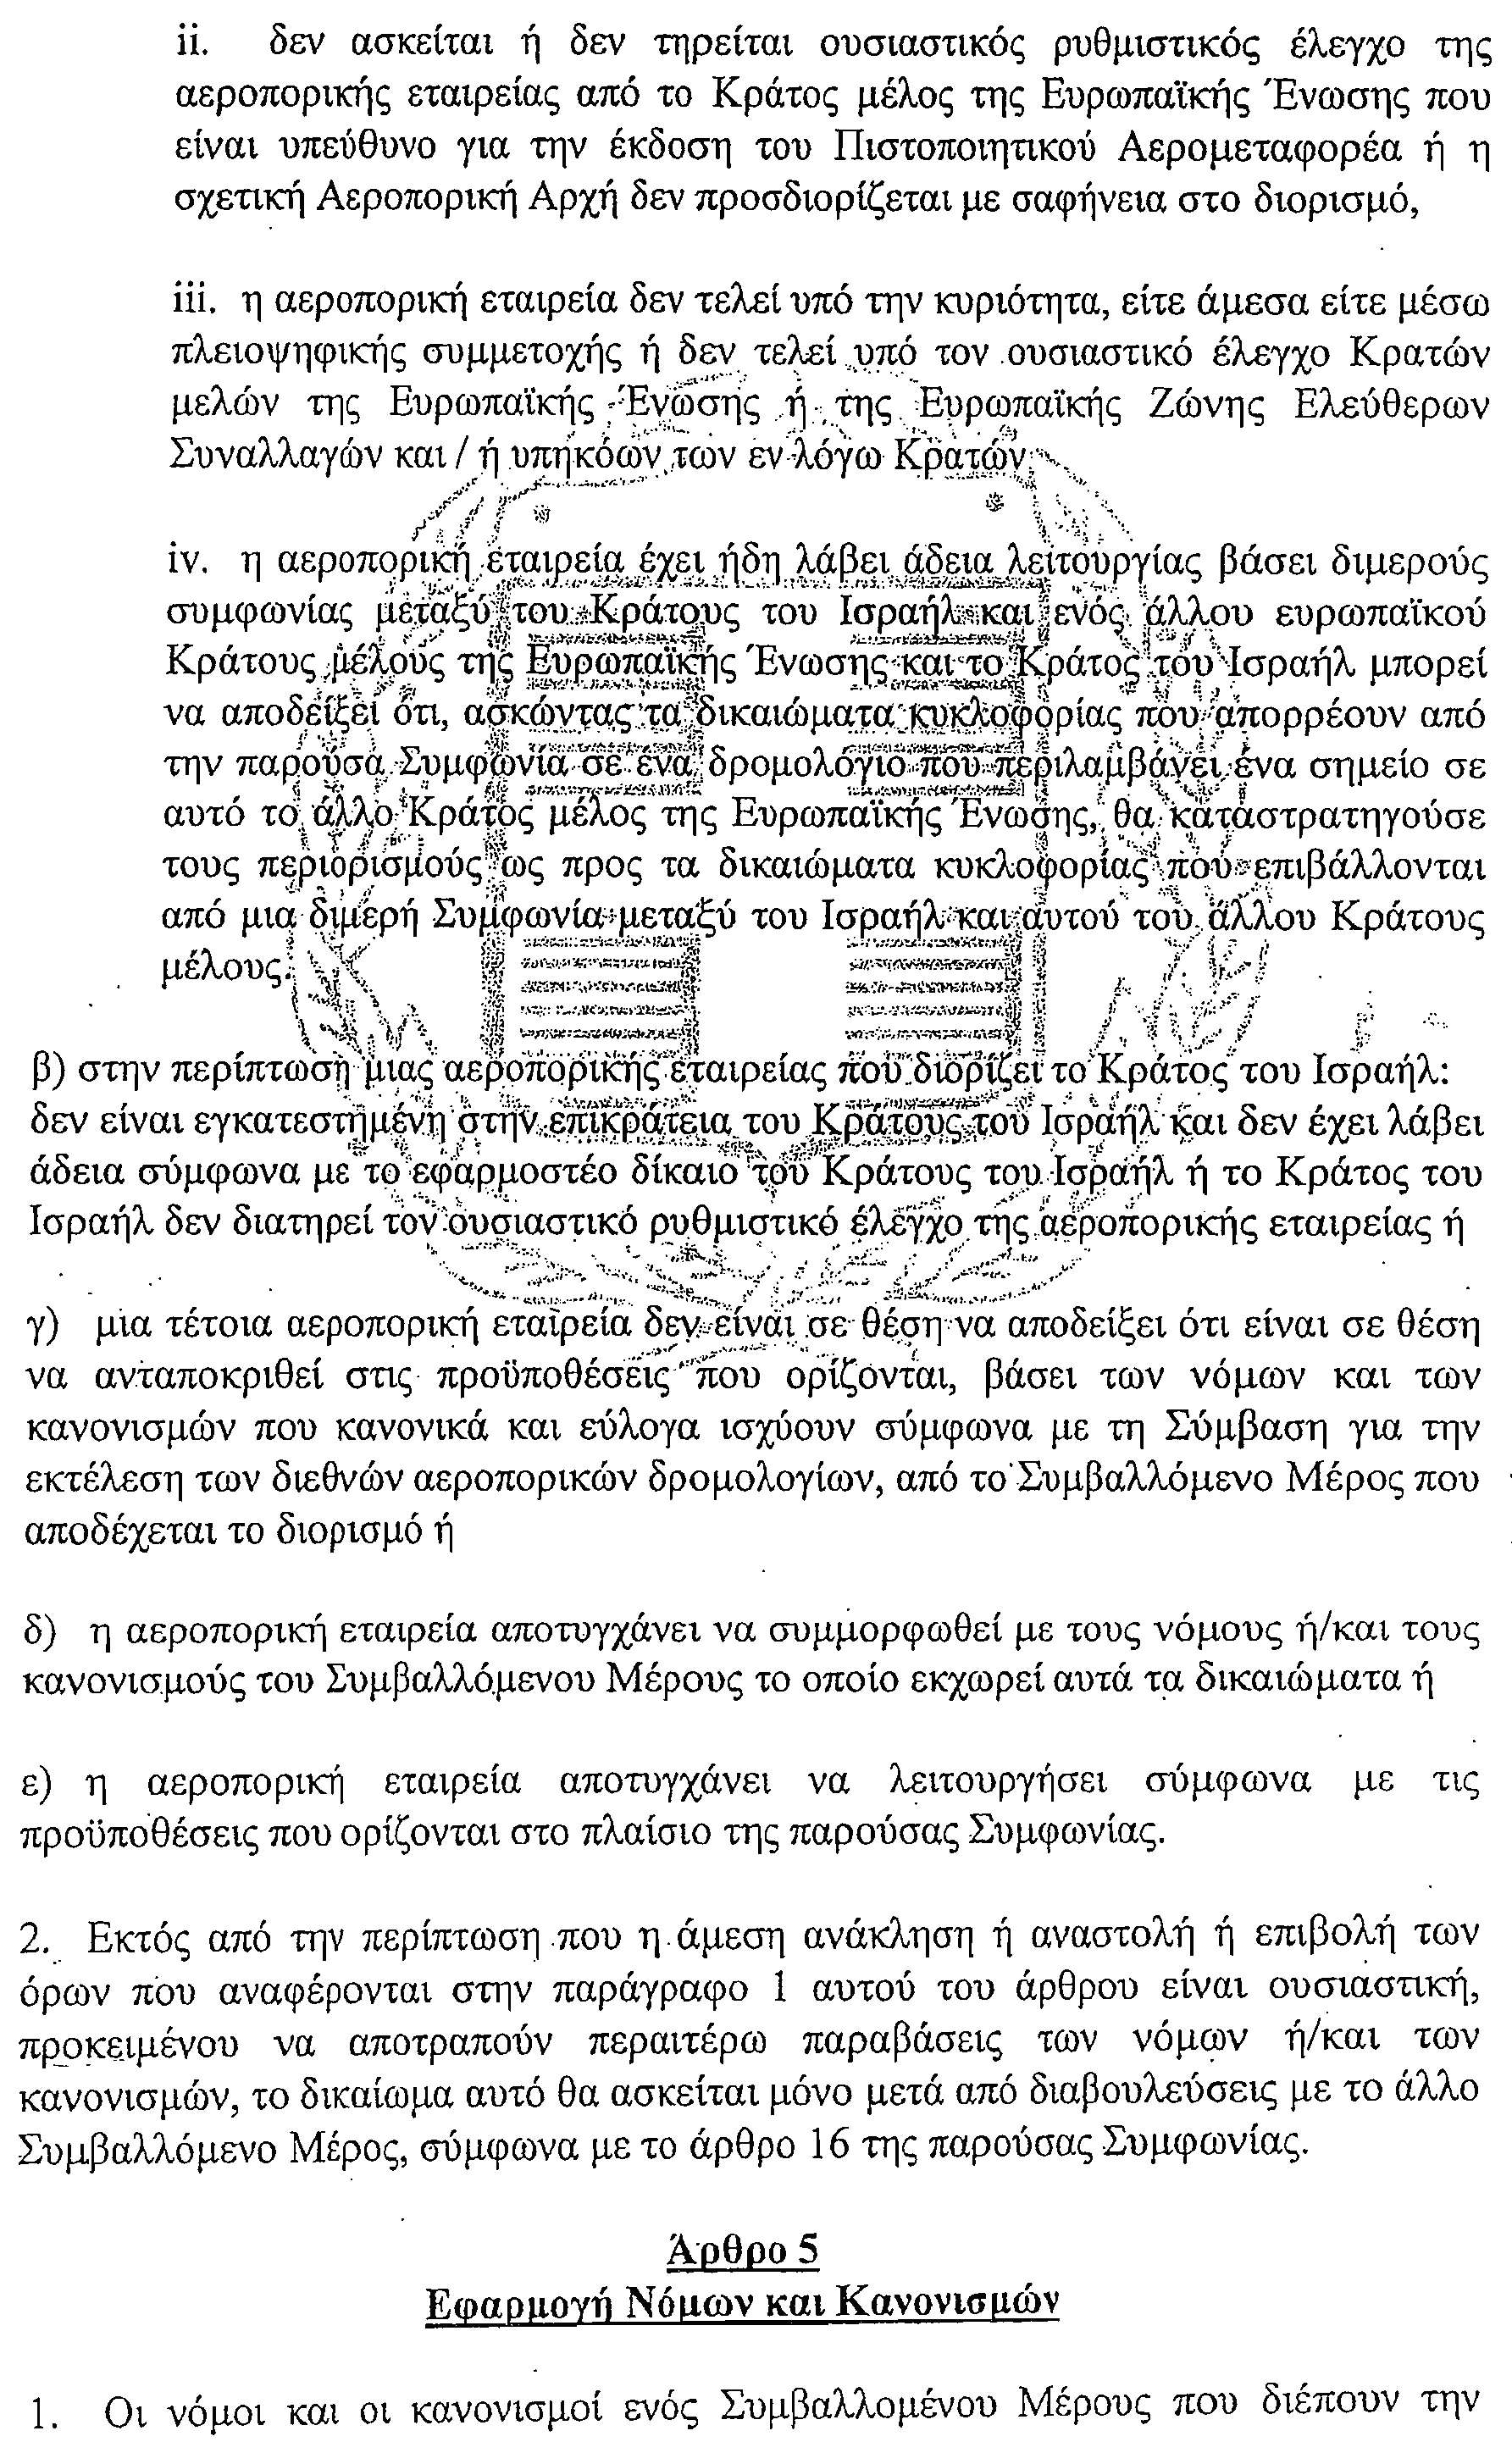 ii. δεν ασκείται ή δεν τηρείται ουσιαστικός ρυθμιστικός έλεγχο της
αεροπορικής εταιρείας από το Κράτος μέλος της Ευρωπαϊκής Ένωσης που
είναι υπεύθυνο για την έκδοση του Πιστοποιητικού Αερομεταφορέα ή η
σχετική Αεροπορική Αρχή δεν προσδιορίζεται με σαφήνεια στο διορισμό,
iii. η αεροπορική εταιρεία δεν τελεί υπό την κυριότητα, είτε άμεσα είτε μέσω
πλειοψηφικής συμμετοχής ή δεν τελεί υπό τον ουσιαστικό έλεγχο Κρατών
μελών της Ευρωπαϊκής Ένωσης ή της Ευρωπαϊκής Ζώνης Ελεύθερων
Συναλλαγών και / ή υπηκόων των εν λόγω Κρατών
iv. η αεροπορική εταιρεία έχει ήδη λάβει άδεια λειτουργίας βάσει διμερούς
συμφωνίας μεταξύ του Κράτους του Ισραήλ και ενός άλλου ευρωπαϊκού
Κράτους μέλους της Ευρωπαϊκής Ένωσης και το Κράτος του Ισραήλ μπορεί
να αποδείξει ότι, ασκώντας τα δικαιώματα κυκλοφορίας που απορρέουν από
την παρούσα Συμφωνία σε ένα δρομολόγιο που περιλαμβάνει ένα σημείο σε
αυτό το άλλο Κράτος μέλος της Ευρωπαϊκής Ένωσης, θα καταστρατηγούσε
τους περιορισμούς ως προς τα δικαιώματα κυκλοφορίας που επιβάλλονται
από μια διμερή Συμφωνία μεταξύ του Ισραήλ και αυτού του άλλου Κράτους
μέλους.
β) στην περίπτωση μιας αεροπορικής εταιρείας που διορίζει το Κράτος του Ισραήλ:
δεν είναι εγκατεστημένη στην επικράτεια του Κράτους του Ισραήλ και δεν έχει λάβει
άδεια σύμφωνα με το εφαρμοστέο δίκαιο του Κράτους του Ισραήλ ή το Κράτος του
Ισραήλ δεν διατηρεί τον ουσιαστικό ρυθμιστικό έλεγχο της αεροπορικής εταιρείας ή
γ) μια τέτοια αεροπορική εταιρεία δεν είναι σε θέση να αποδείξει ότι είναι σε θέση
να ανταποκριθεί στις προϋποθέσεις που ορίζονται, βάσει των νόμων και των
κανονισμών που κανονικά και εύλογα ισχύουν σύμφωνα με τη Σύμβαση για την
εκτέλεση των διεθνών αεροπορικών δρομολογίων, από το Συμβαλλόμενο Μέρος που
αποδέχεται το διορισμό ή
δ) η αεροπορική εταιρεία αποτυγχάνει να συμμορφωθεί με τους νόμους ή/και τους
κανονισμούς του Συμβαλλόμενου Μέρους το οποίο εκχωρεί αυτά τα δικαιώματα ή
ε) η αεροπορική εταιρεία αποτυγχάνει να λειτουργήσει σύμφωνα με τις
προϋποθέσεις που ορίζονται στο πλαίσιο της παρούσας Συμφωνίας.
2. Εκτός από την περίπτωση που η άμεση ανάκληση ή αναστολή ή επιβολή των
όρων που αναφέρονται στην παράγραφο 1 αυτού του άρθρου είναι ουσιαστική,
προκειμένου να αποτραπούν περαιτέρω παραβάσεις των νόμων ή/και των
κανονισμών, το δικαίωμα αυτό θα ασκείται μόνο μετά από διαβουλεύσεις με το άλλο
Συμβαλλόμενο Μέρος, σύμφωνα με το άρθρο 16 της παρούσας Συμφωνίας.
Άρθρο 5
Εφαρμογή Νόμων και Κανονισμών
1. Οι νόμοι και οι κανονισμοί ενός Συμβαλλομένου Μέρους που διέπουν την